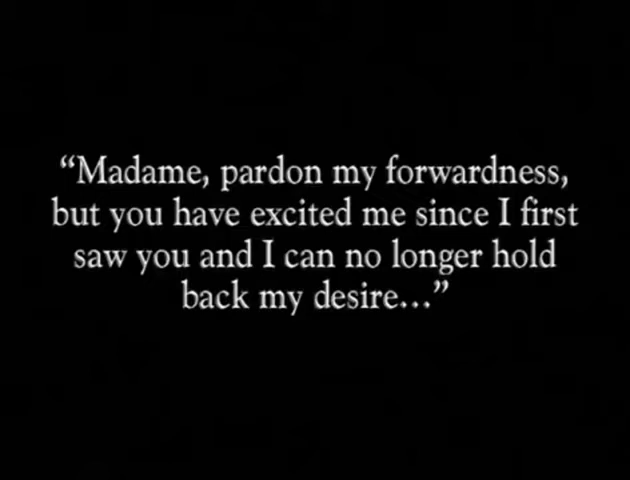 “Madame, pardon my forwardness,
but you have excited me since I first
saw you and I can no longer hold
back my desire...”